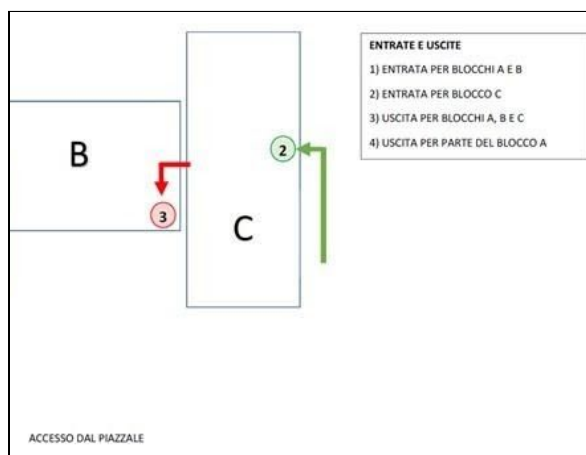 ENTRATE E USCITE
1) ENTRATA PER BLOCCHI A E B
2) ENTRATA PER BLOCCO C
3) USCITA PER BLOCCHI A, B E C
4) USCITA PER PARTE DEL BLOCCO A
B
2
3
C
ACCESSO DAL PIAZZALE